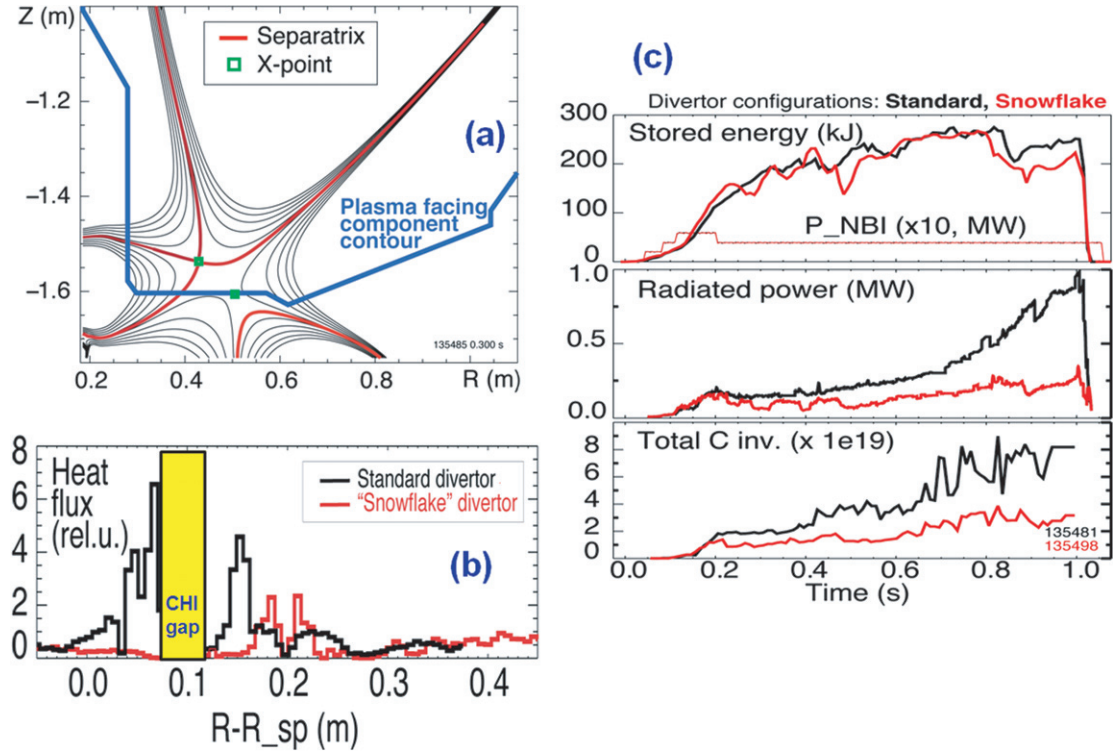 Z (m)
Separatrix
X-point
−1.2
(a)
−1.4
Plasma facing
component
contour
−1.6
135485 0.300 s
0.2 0.4 0.6 0.8 R (m)
Heat
flux
(rel.u.)
Standard divertor
"Snowflake" divertor
(b)
CHI
gap
8
6
4
2
0
0.0 0.1 0.2 0.3 0.4
R-R_sp (m)
(c)
Divertor configurations: Standard, Snowflake
300
200
100
0
Stored energy (kJ)
P_NBI (x10, MW)
1.0
0.5
0.0
Radiated power (MW)
8
6
4
2
0
Total C inv. (x 1e19)
135481
135498
0.0 0.2 0.4 0.6 0.8 1.0
Time (s)